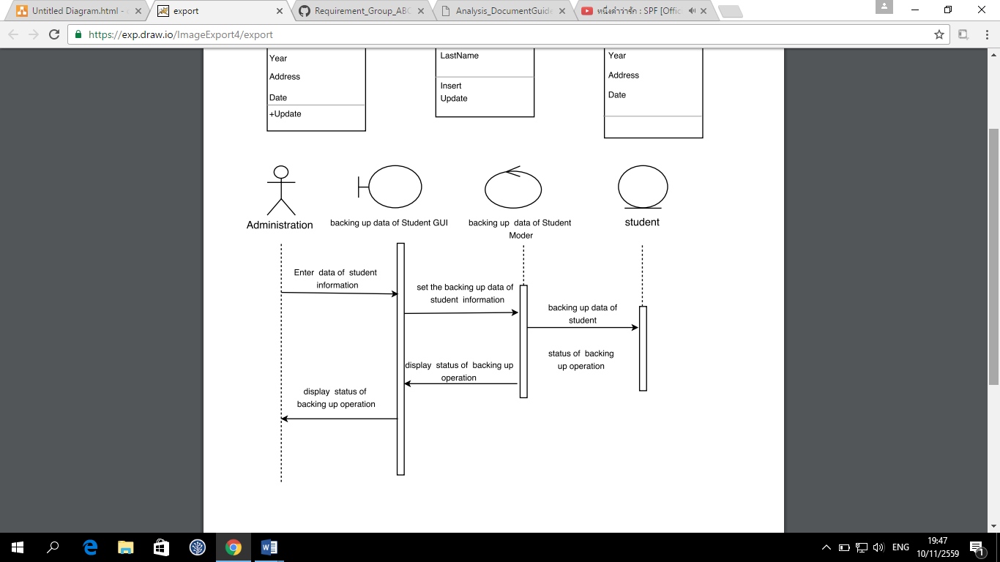 Untitled Diagram.html -
export
Requirement_Group_ABC
Analysis_DocumentGuide
หนึ่งคำว่ารัก : SPF [Offic
https://exp.draw.io/ImageExport4/export
Year
Address
Date
+Update
LastName
Insert
Update
Year
Address
Date
Administration
backing up data of Student GUI
backing up data of Student
Moder
student
Enter data of student
information
set the backing up data of
student information
backing up data of
student
status of backing
up operation
display status of backing up
operation
display status of
backing up operation
ENG
19:47
10/11/2559
1